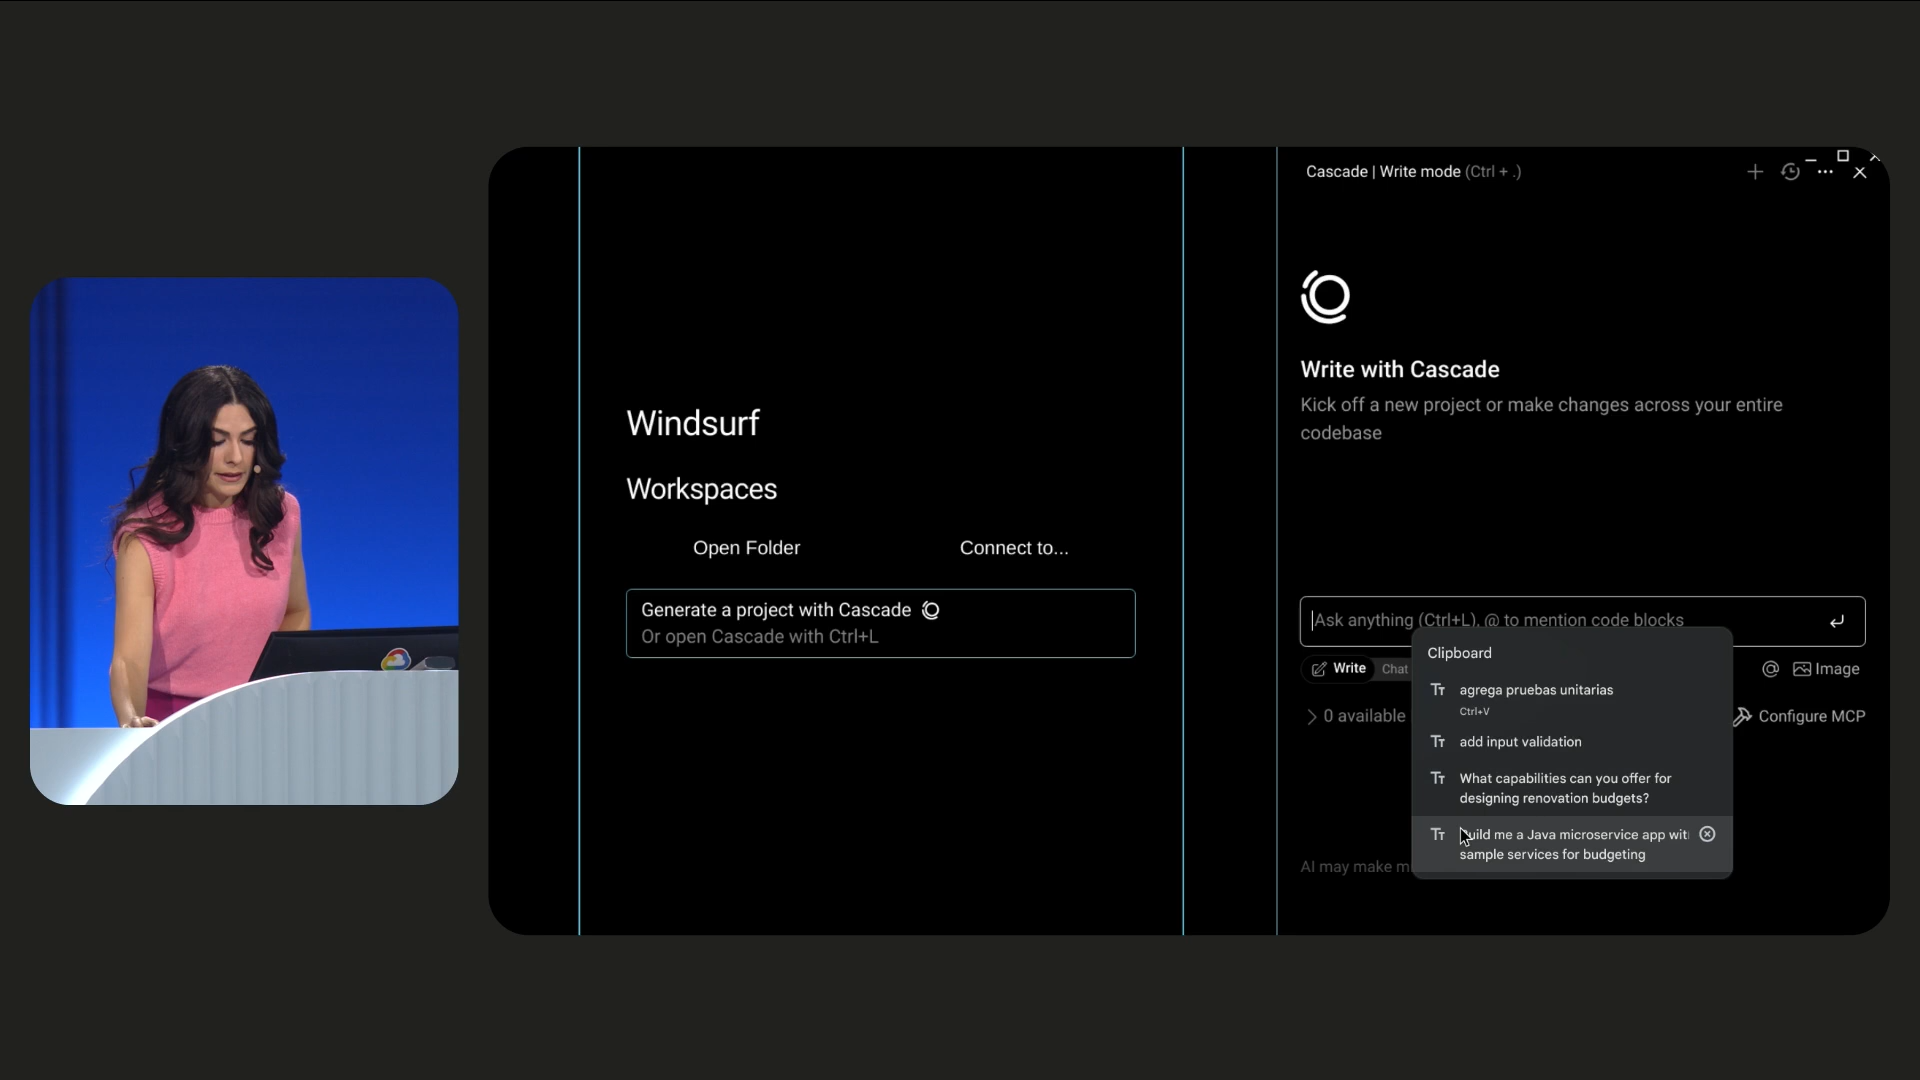 Windsurf
Workspaces
Open Folder
Connect to...
Generate a project with Cascade
Or open Cascade with Ctrl+L
Cascade | Write mode (Ctrl + .)
Write with Cascade
Kick off a new project or make changes across your entire
codebase
Ask anything (Ctrl+L), @ to mention code blocks
Write
Chat
@
Image
0 available
Configure MCP
AI may make m
Clipboard
agrega pruebas unitarias
Ctrl+V
add input validation
What capabilities can you offer for
designing renovation budgets?
uild me a Java microservice app wit
sample services for budgeting